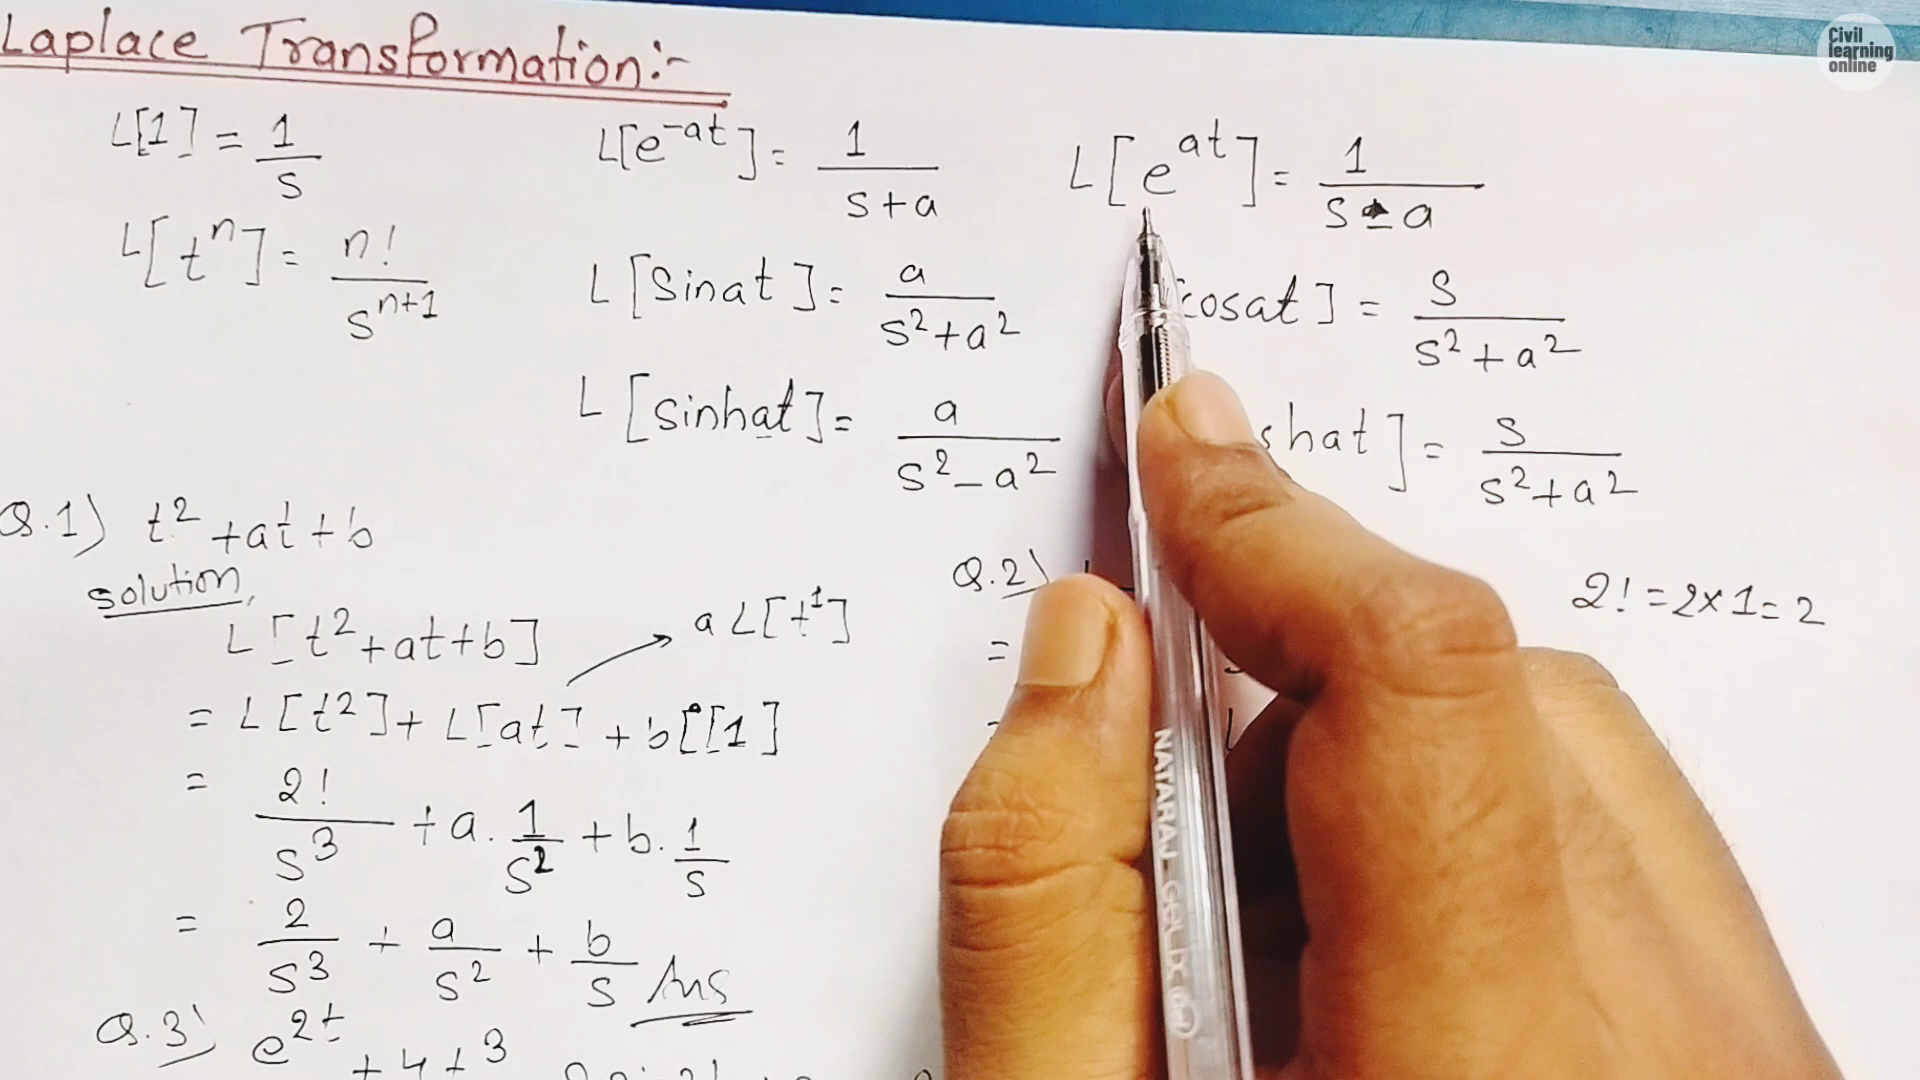 Laplace Transformation:-
L[1] = 1/s
L[e^-at] = 1/(s+a)
L[e^at] = 1/(s-a)
L[t^n] = n!/s^(n+1)
L[Sinat] = a/(s²+a²)
cosat] = s/(s²+a²)
L[sinhat] = a/(s²-a²)
shat] = s/(s²+a²)
Q.1) t²+at+b
solution,
L[t²+at+b]
a L[t¹]
= L[t²]+L[at]+b[[1]
= 2!/s³ + a.1/s² + b.1/s
= 2/s³ + a/s² + b/s Ans
Q.2)
2! = 2x1 = 2
Q.3) e^2t + 4t³
NATARAJ GELIX
Civil
learning
online